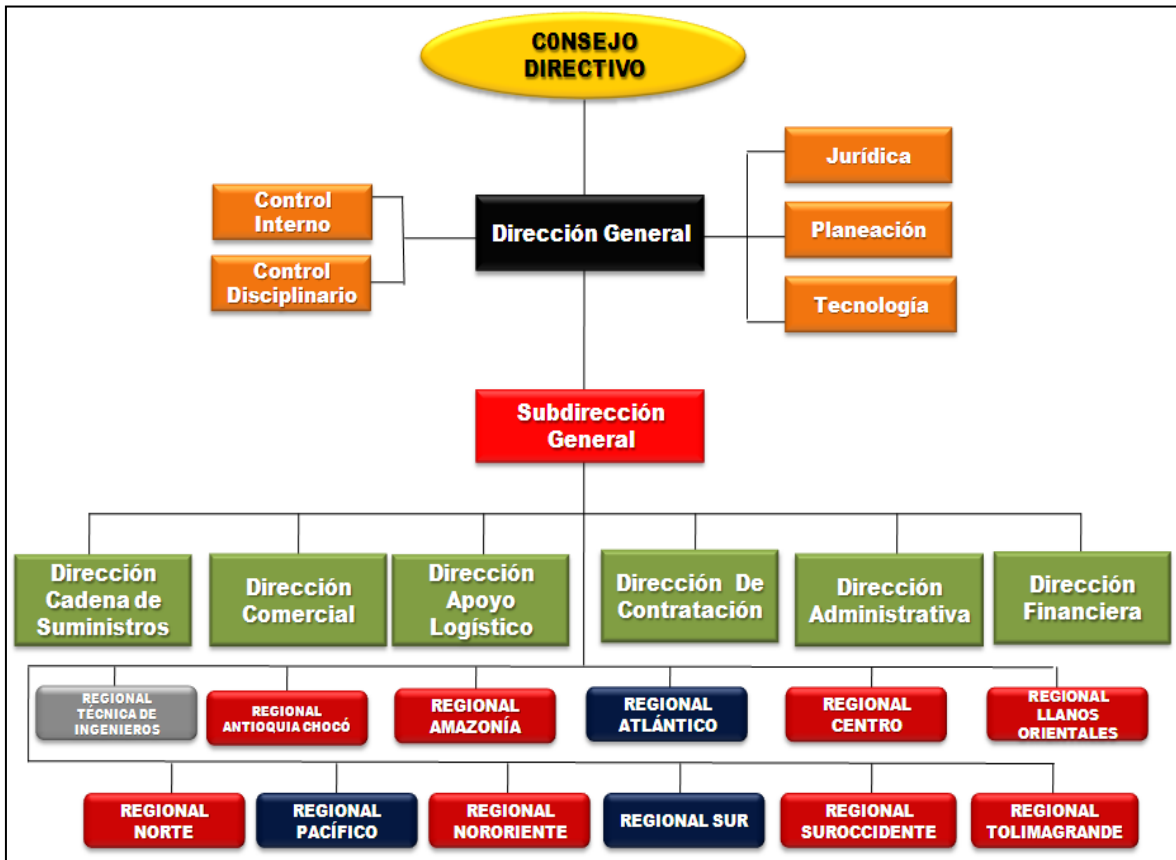 CONSEJO
DIRECTIVO
Jurídica
Control
Interno
Dirección General
Planeación
Control
Disciplinario
Tecnología
Subdirección
General
Dirección
Cadena de
Suministros
Dirección
Comercial
Dirección
Apoyo
Logístico
Dirección De
Contratación
Dirección
Administrativa
Dirección
Financiera
REGIONAL
TÉCNICA DE
INGENIEROS
REGIONAL
ANTIOQUIA CHOCÓ
REGIONAL
AMAZONÍA
REGIONAL
ATLÁNTICO
REGIONAL
CENTRO
REGIONAL
LLANOS
ORIENTALES
REGIONAL
NORTE
REGIONAL
PACÍFICO
REGIONAL
NORORIENTE
REGIONAL SUR
REGIONAL
SUROCCIDENTE
REGIONAL
TOLIMAGRANDE